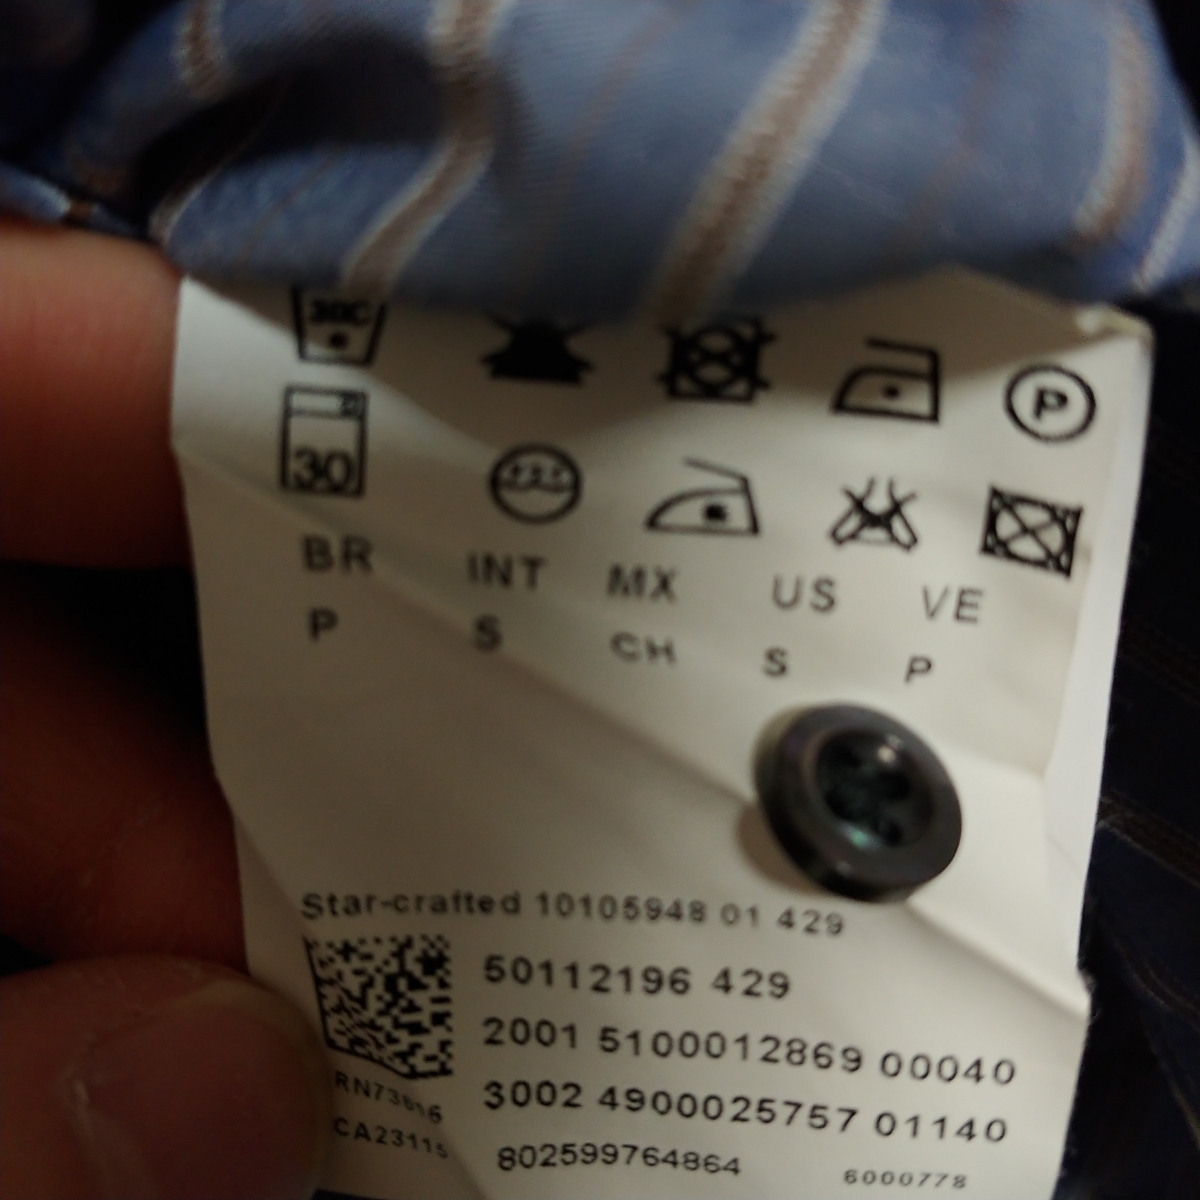 30C
P
30
BR INT MX US VE
P S CH S P
Star-crafted 10105948 01 429
50112196 429
2001 5100012869 00040
3002 4900025757 01140
CA23115
802599764864
6000778